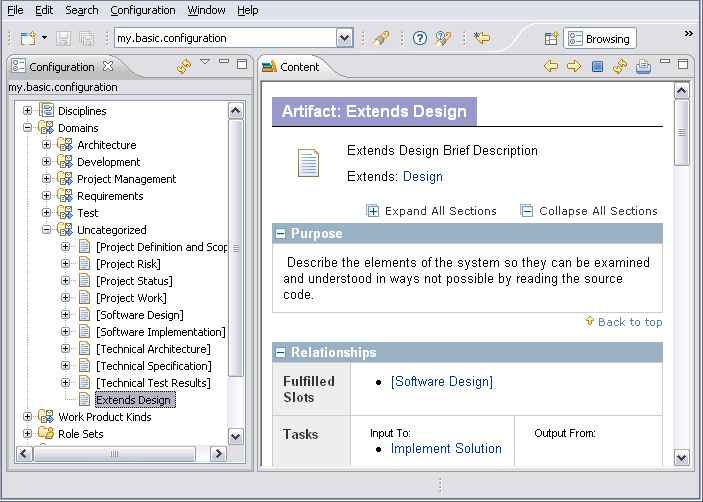 File Edit Search Configuration Window Help
my.basic.configuration
Browsing
»
Configuration
my.basic.configuration
Disciplines
Domains
Architecture
Development
Project Management
Requirements
Test
Uncategorized
[Project Definition and Scop
[Project Risk]
[Project Status]
[Project Work]
[Software Design]
[Software Implementation]
[Technical Architecture]
[Technical Specification]
[Technical Test Results]
Extends Design
Work Product Kinds
Role Sets
Content
Artifact: Extends Design
Extends Design Brief Description
Extends: Design
Expand All Sections Collapse All Sections
Purpose
Describe the elements of the system so they can be examined
and understood in ways not possible by reading the source
code.
Back to top
Relationships
Fulfilled
Slots
• [Software Design]
Tasks
Input To:
• Implement Solution
Output From: